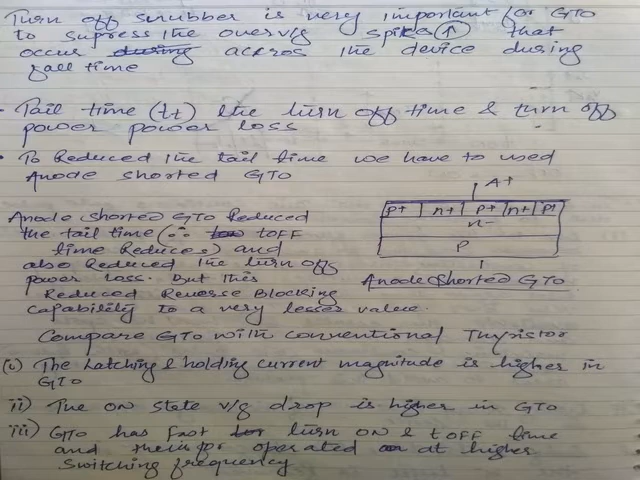 Turn off snubber is very important for GTO
to supress the overv/g spikes (↑) that
occur during accros the device during
fall time
• Tail time (tt) the turn off time & turn off
power power loss
• To Reduced the tail time we have to used
Anode shorted GTO
A+
P+ n+ P+ n+ P+
n-
P
Anode shorted GTO
Anode shorted GTO Reduced
the tail time (∴ tOFF
time Reduces) and
also Reduced the turn off
power loss. But this
Reduced Reverse Blocking
capability to a very lesser value.
Compare GTO with conventional Thyristor
(i) The Latching & holding current magnitude is higher in
GTO
ii) The ON state v/g drop is higher in GTO
iii) GTO has fast turn ON & tOFF time
and operated at higher
switching frequency